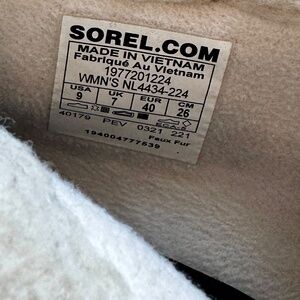 SOREL.COM
MADE IN VIETNAM
Fabriqué Au Vietnam
1977201224
WMN'S NL4434-224
USA UK EUR CM
9 7 40 26
40179 PEV 0321 221
Faux Fur
194004777539